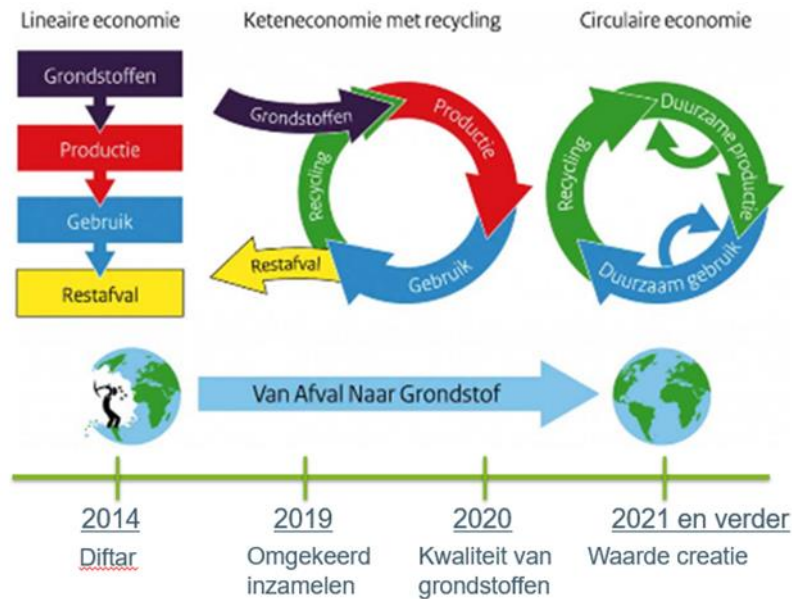 Lineaire economie
Grondstoffen
Productie
Gebruik
Restafval
Keteneconomie met recycling
Grondstoffen
Productie
Gebruik
Restafval
Recycling
Circulaire economie
Duurzame productie
Duurzaam gebruik
Recycling
Van Afval Naar Grondstof
2014
Diftar
2019
Omgekeerd
inzamelen
2020
Kwaliteit van
grondstoffen
2021 en verder
Waarde creatie